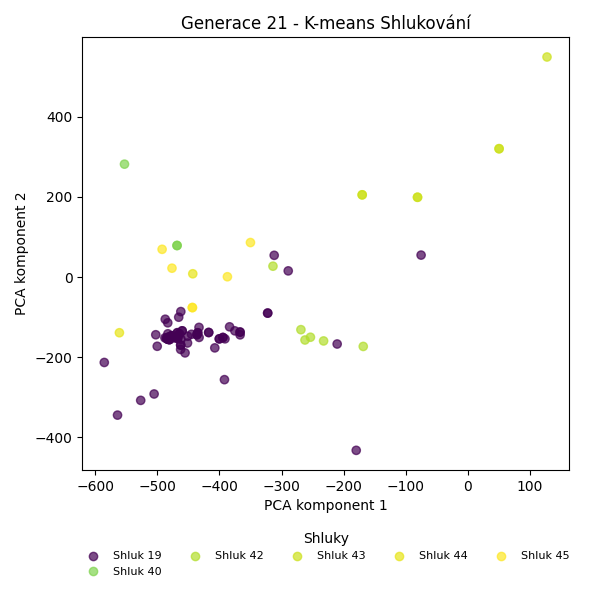 Generace 21 - K-means Shlukování
PCA komponent 2
400
200
0
−200
−400
−600 −500 −400 −300 −200 −100 0 100
PCA komponent 1
Shluky
Shluk 19 Shluk 42 Shluk 43 Shluk 44 Shluk 45
Shluk 40